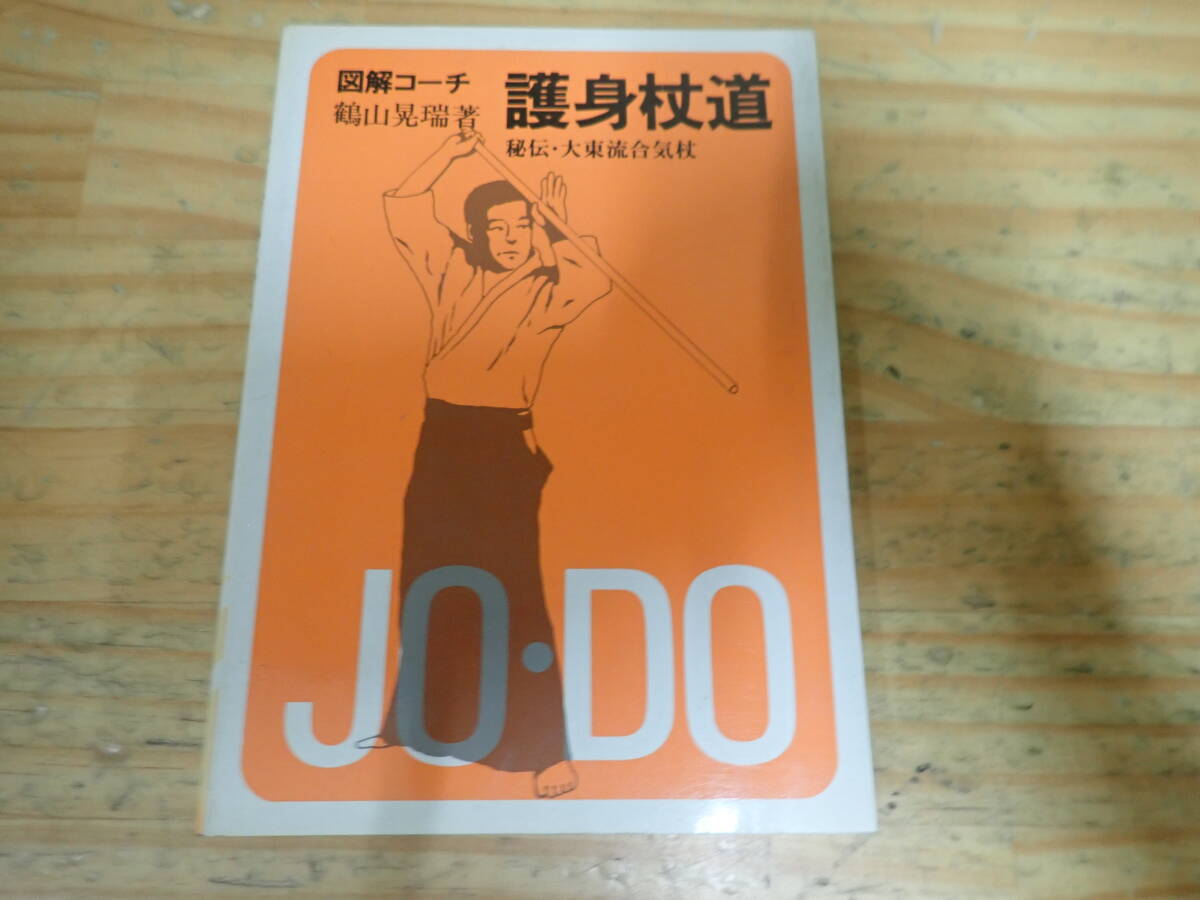 図解コーチ
鶴山晃瑞著
護身杖道
秘伝・大東流合気杖
JO・DO